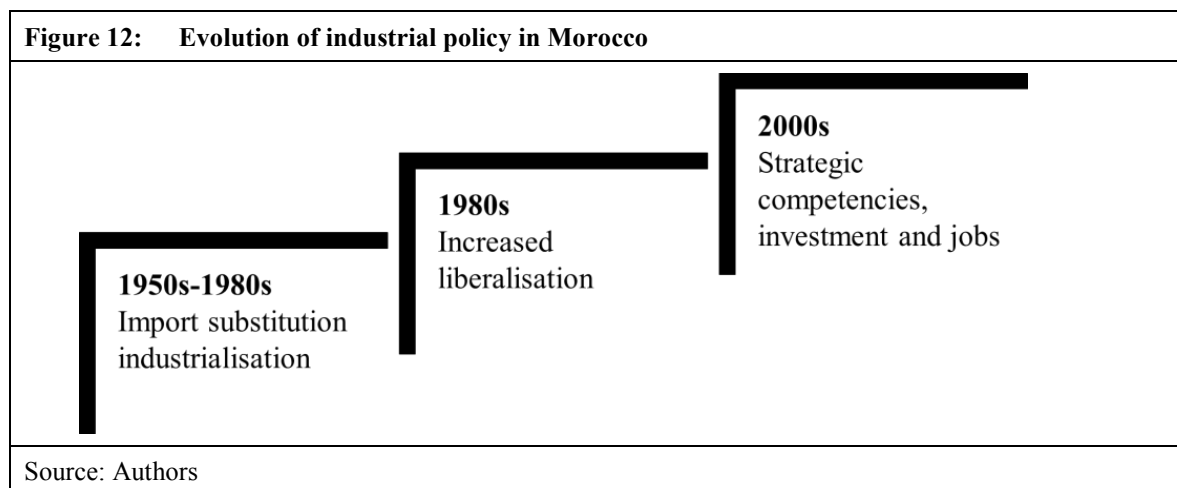 Figure 12: Evolution of industrial policy in Morocco
1950s-1980s
Import substitution
industrialisation
1980s
Increased
liberalisation
2000s
Strategic
competencies,
investment and jobs
Source: Authors